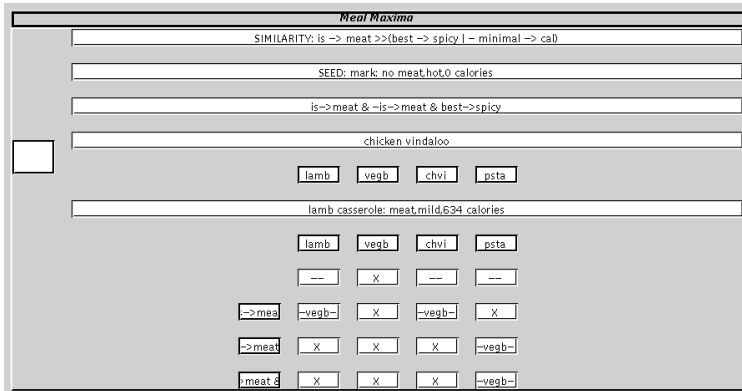 Meal Maxima
SIMILARITY: is -> meat >>(best -> spicy | - minimal -> cal)
SEED: mark: no meat,hot,0 calories
is->meat & -is->meat & best->spicy
chicken vindaloo
lamb vegb chvi psta
lamb casserole: meat,mild,634 calories
lamb vegb chvi psta
-- X -- --
:->mea -vegb- X -vegb- X
->meat X X X -vegb-
>meat & X X X -vegb-